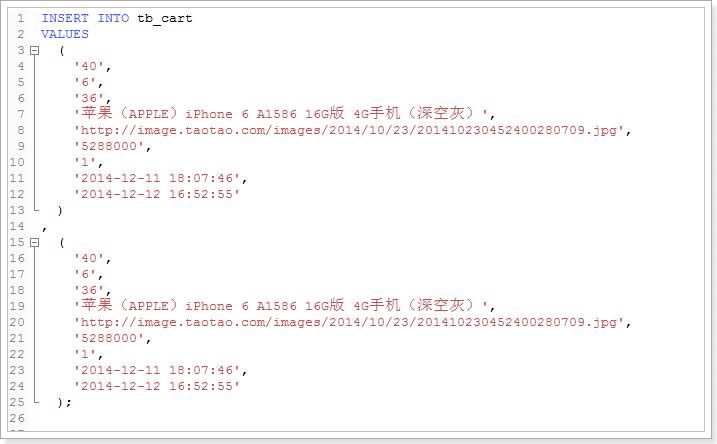 1 INSERT INTO tb_cart
2 VALUES
3 (
4 '40',
5 '6',
6 '36',
7 '苹果（APPLE）iPhone 6 A1586 16G版 4G手机（深空灰）',
8 'http://image.taotao.com/images/2014/10/23/2014102304524002807​09.jpg',
9 '5288000',
10 '1',
11 '2014-12-11 18:07:46',
12 '2014-12-12 16:52:55'
13 )
14 ,
15 (
16 '40',
17 '6',
18 '36',
19 '苹果（APPLE）iPhone 6 A1586 16G版 4G手机（深空灰）',
20 'http://image.taotao.com/images/2014/10/23/2014102304524002807​09.jpg',
21 '5288000',
22 '1',
23 '2014-12-11 18:07:46',
24 '2014-12-12 16:52:55'
25 );
26